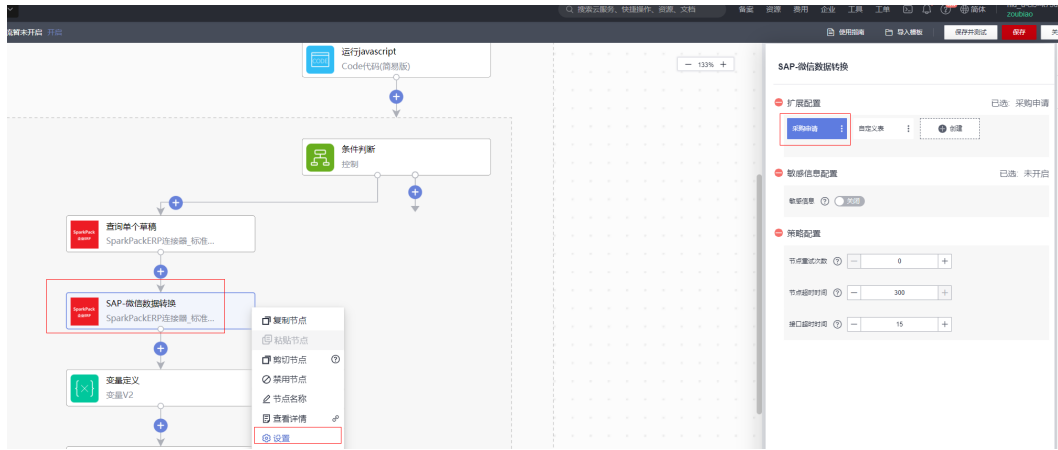 搜索云服务、快捷操作、资源、文档
备案 资源 费用 企业 工具 工单 简体
zoubiao
流暂未开启 开启
使用指南 导入模板 保存并测试 保存
运行javascript
Code代码(简易版)
133%
条件判断
控制
SparkPack
查询单个草稿
SparkPackERP连接器_标准...
SparkPack
SAP-微信数据转换
SparkPackERP连接器_标准...
变量定义
变量V2
复制节点
粘贴节点
剪切节点
禁用节点
节点名称
查看详情
设置
SAP-微信数据转换
扩展配置 已选: 采购申请
采购申请 自定义表 创建
敏感信息配置 已选: 未开启
敏感信息 关闭
策略配置
节点重试次数 0
节点超时时间 300
接口超时时间 15